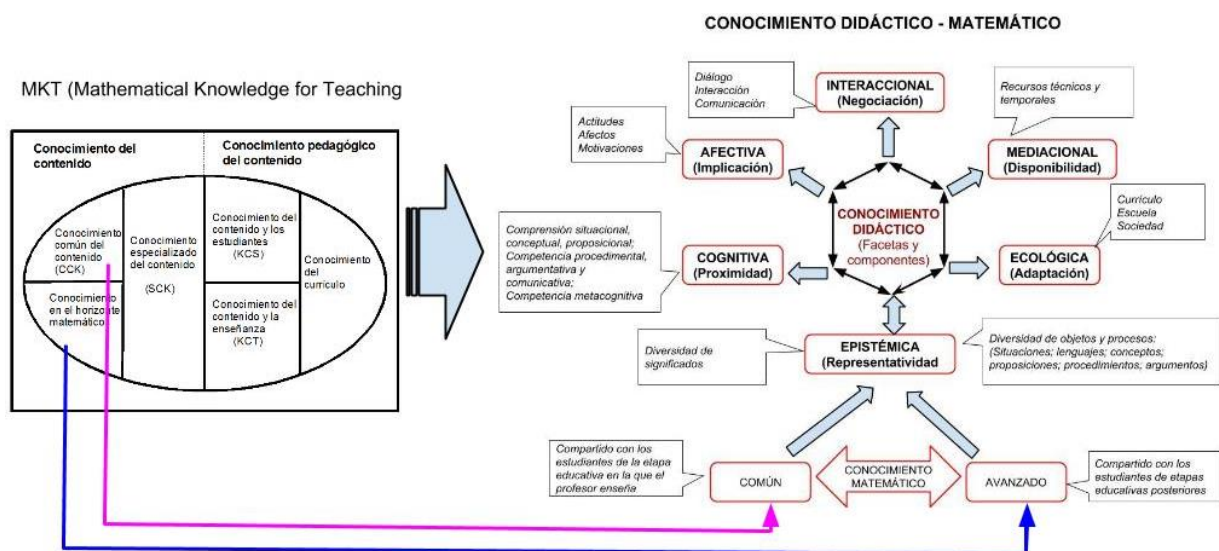 CONOCIMIENTO DIDÁCTICO - MATEMÁTICO
MKT (Mathematical Knowledge for Teaching
Conocimiento del
contenido
Conocimiento pedagógico
del contenido
Conocimiento
común del
contenido
(CCK)
Conocimiento
en el horizonte
matemático
Conocimiento
especializado del
contenido
(SCK)
Conocimiento del
contenido y los
estudiantes
(KCS)
Conocimiento del
contenido y la
enseñanza
(KCT)
Conocimiento
del
currículo
Diálogo
Interacción
Comunicación
INTERACCIONAL
(Negociación)
Recursos técnicos y
temporales
Actitudes
Afectos
Motivaciones
AFECTIVA
(Implicación)
MEDIACIONAL
(Disponibilidad)
CONOCIMIENTO
DIDÁCTICO
(Facetas y
componentes)
Currículo
Escuela
Sociedad
Comprensión situacional,
conceptual, proposicional;
Competencia procedimental,
argumentativa y
comunicativa;
Competencia metacognitiva
COGNITIVA
(Proximidad)
ECOLÓGICA
(Adaptación)
Diversidad de
significados
EPISTÉMICA
(Representatividad
Diversidad de objetos y procesos:
(Situaciones; lenguajes; conceptos;
proposiciones; procedimientos; argumentos)
Compartido con los
estudiantes de la etapa
educativa en la que el
profesor enseña
COMÚN
CONOCIMIENTO
MATEMÁTICO
AVANZADO
Compartido con los
estudiantes de etapas
educativas posteriores